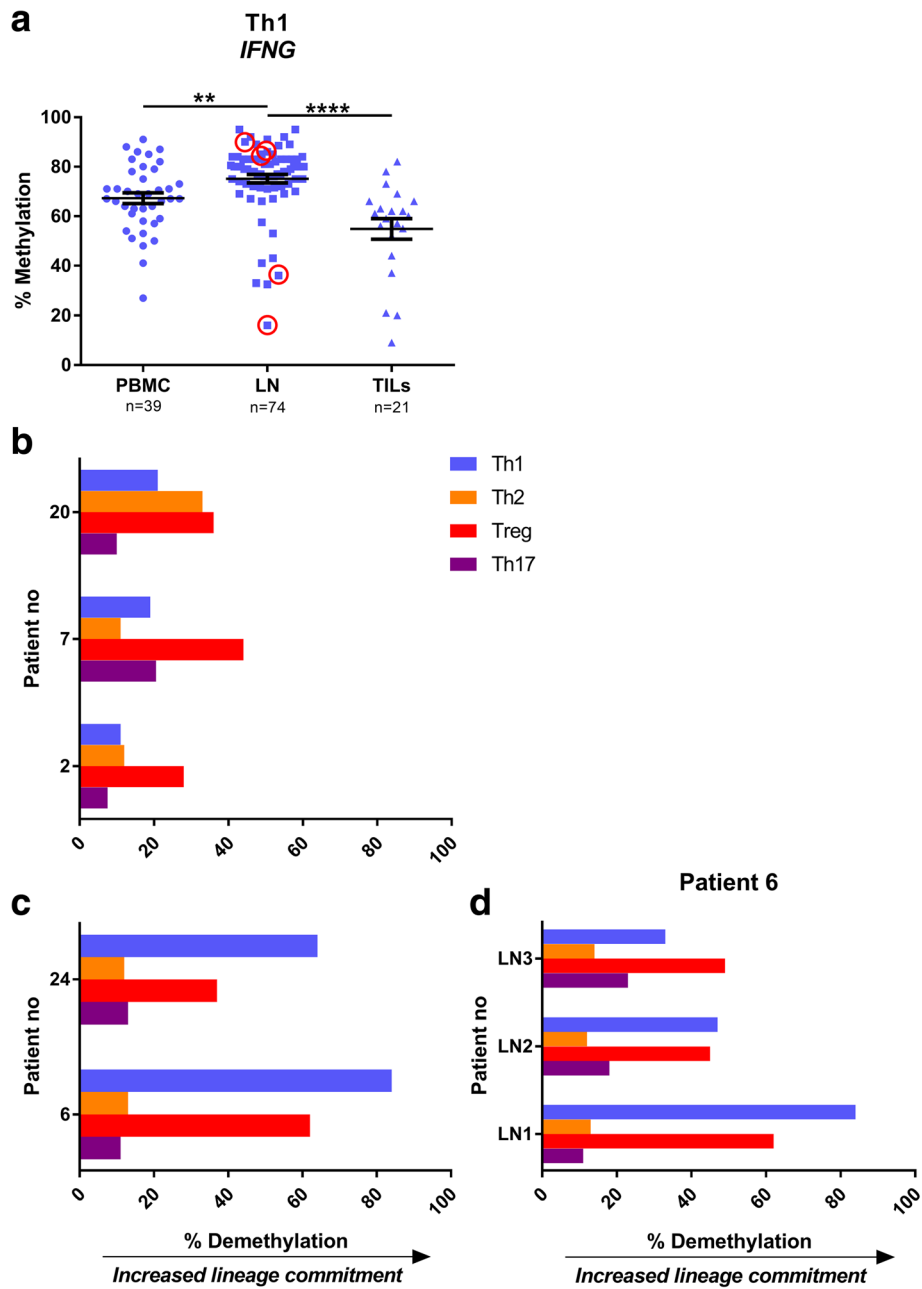 a
Th1
IFNG
** ****
% Methylation
100
80
60
40
20
0
PBMC LN TILs
n=39 n=74 n=21
b
Th1
Th2
Treg
Th17
Patient no
20
7
2
0 20 40 60 80 100
c
Patient no
24
6
0 20 40 60 80 100
% Demethylation
Increased lineage commitment
Patient 6
d
Patient no
LN3
LN2
LN1
0 20 40 60 80 100
% Demethylation
Increased lineage commitment